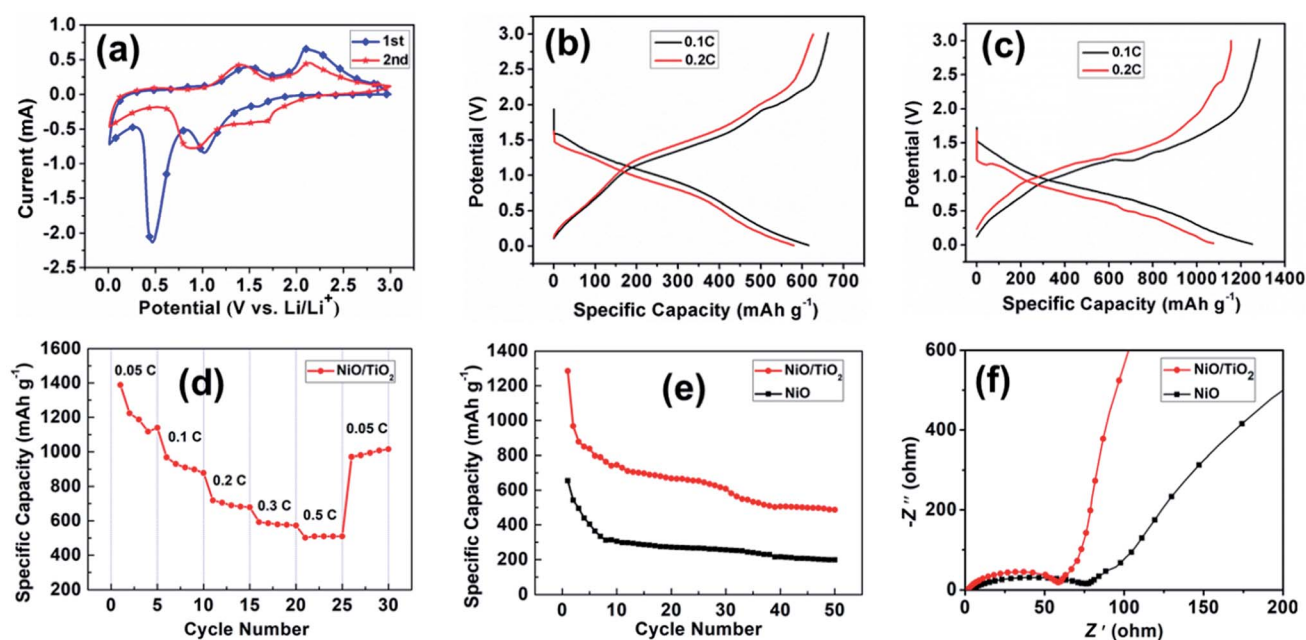 (a)
1st
2nd
1.0
0.5
0.0
-0.5
-1.0
-1.5
-2.0
-2.5
Current (mA)
0.0 0.5 1.0 1.5 2.0 2.5 3.0
Potential (V vs. Li/Li⁺)
(b)
0.1C
0.2C
3.0
2.5
2.0
1.5
1.0
0.5
0.0
Potential (V)
0 100 200 300 400 500 600 700
Specific Capacity (mAh g⁻¹)
(c)
0.1C
0.2C
3.0
2.5
2.0
1.5
1.0
0.5
0.0
Potential (V)
0 200 400 600 800 1000 1200 1400
Specific Capacity (mAh g⁻¹)
(d)
NiO/TiO₂
0.05 C
0.1 C
0.2 C
0.3 C
0.5 C
0.05 C
1600
1400
1200
1000
800
600
400
200
Specific Capacity (mAh g⁻¹)
0 5 10 15 20 25 30
Cycle Number
(e)
NiO/TiO₂
NiO
1400
1200
1000
800
600
400
200
0
Specific Capacity (mAh g⁻¹)
0 10 20 30 40 50
Cycle Number
(f)
NiO/TiO₂
NiO
600
400
200
0
-Z'' (ohm)
0 50 100 150 200
Z' (ohm)